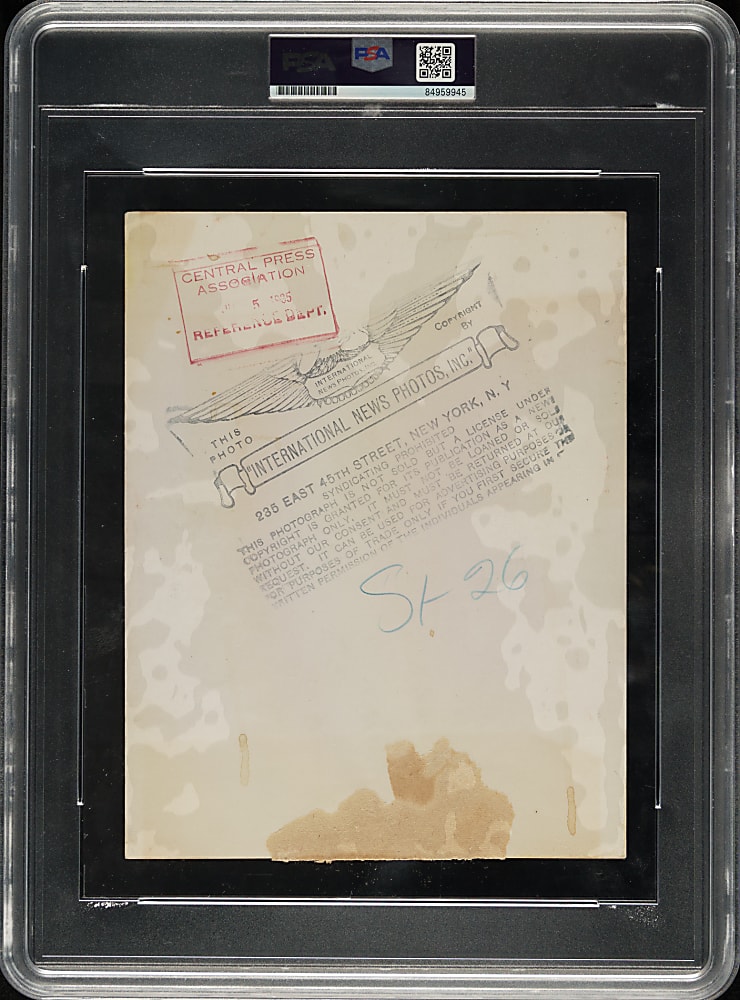 PSA
84959945
CENTRAL PRESS
ASSOCIATION
5 1935
REFERENCE DEPT.
INTERNATIONAL
NEWS PHOTOS INC.
THIS
PHOTO
COPYRIGHT
BY
"INTERNATIONAL NEWS PHOTOS, INC."
235 EAST 45TH STREET, NEW YORK, N. Y
SYNDICATING PROHIBITED
THIS PHOTOGRAPH IS NOT SOLD BUT A LICENSE UNDER
COPYRIGHT IS GRANTED FOR ITS PUBLICATION AS A NEWS
PHOTOGRAPH ONLY. IT MUST NOT BE LOANED OR SOLD
WITHOUT OUR CONSENT AND MUST BE RETURNED AT OUR
REQUEST. IT CAN BE USED FOR ADVERTISING PURPOSES OR
FOR PURPOSES OF TRADE ONLY IF YOU FIRST SECURE THE
WRITTEN PERMISSION OF THE INDIVIDUALS APPEARING IN
26